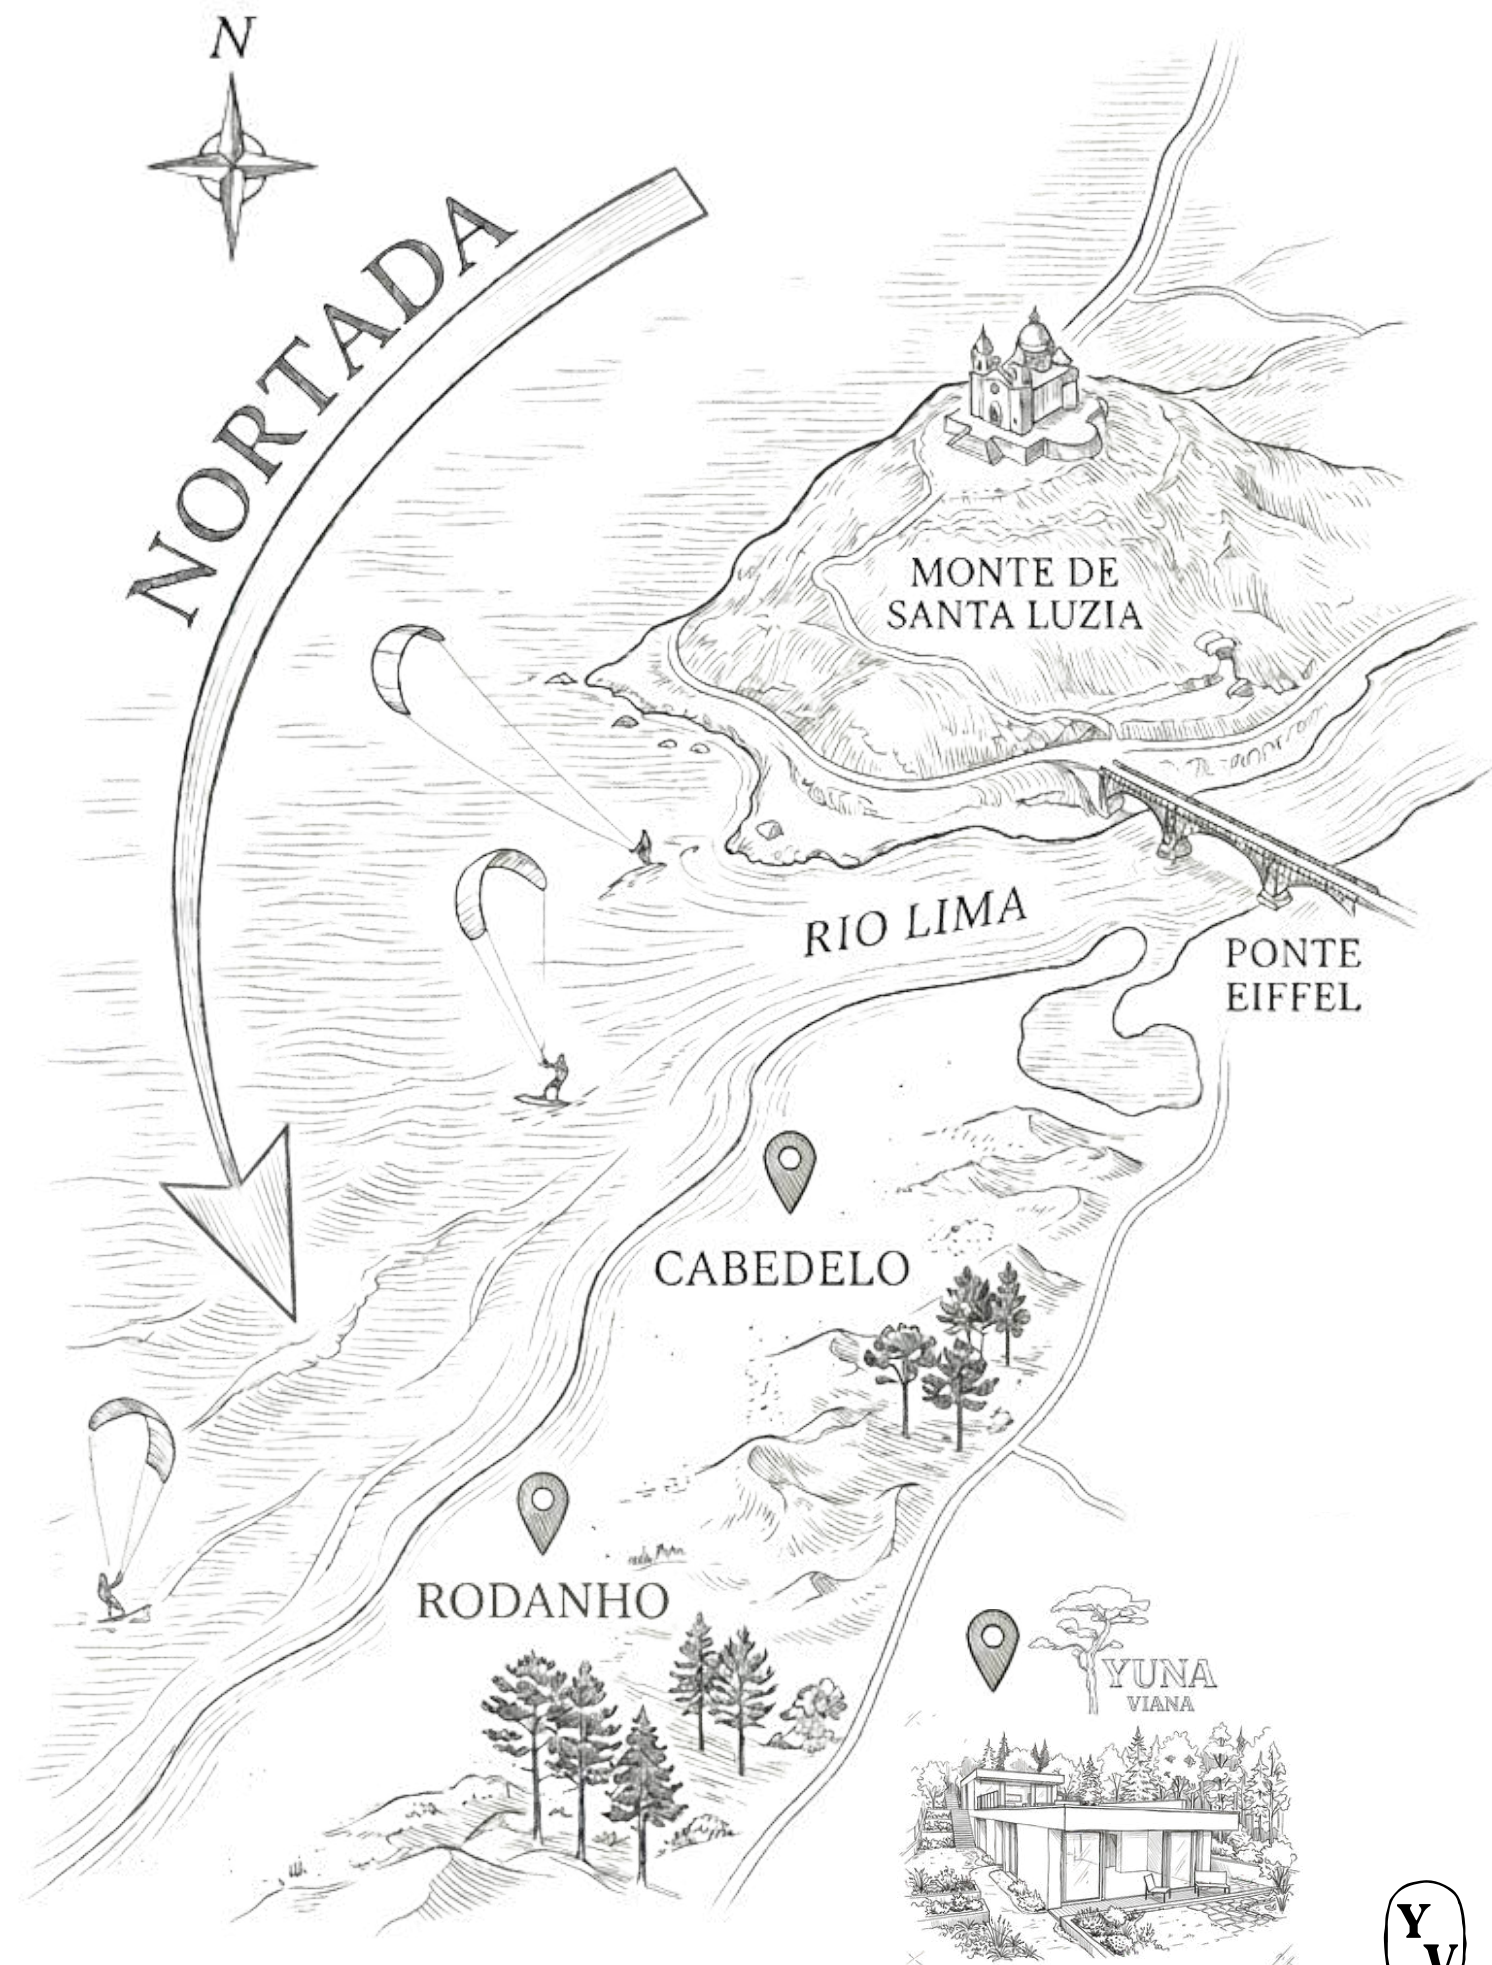 N
NORTADA
MONTE DE
SANTA LUZIA
RIO LIMA
PONTE
EIFFEL
CABEDELO
RODANHO
YUNA
VIANA
Y
V